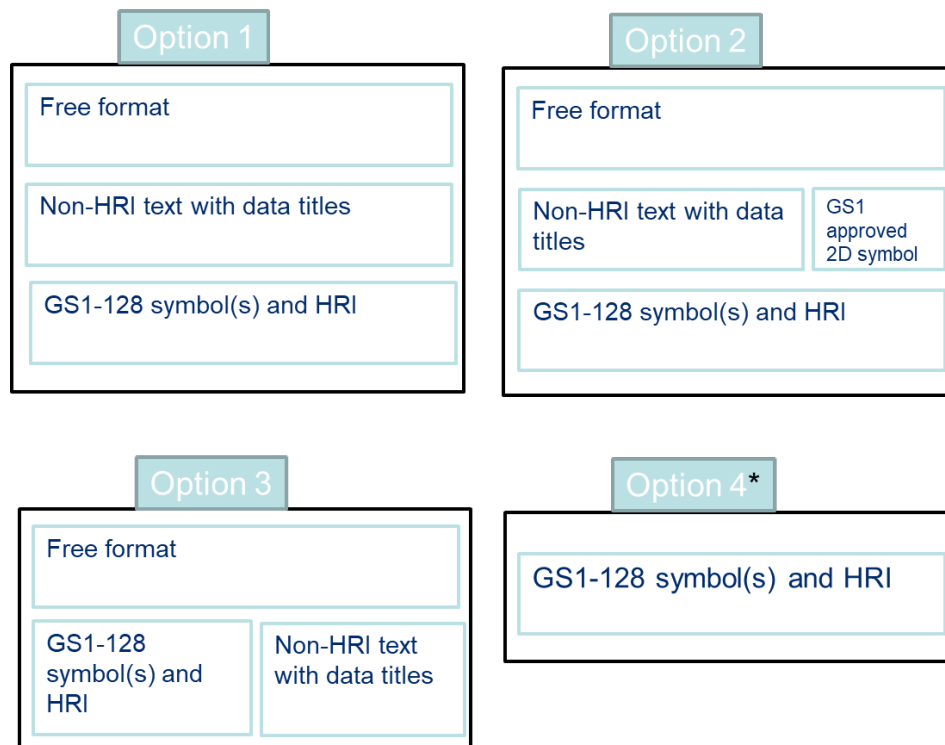 Option 1
Free format
Non-HRI text with data titles
GS1-128 symbol(s) and HRI
Option 2
Free format
Non-HRI text with data
titles
GS1
approved
2D symbol
GS1-128 symbol(s) and HRI
Option 3
Free format
GS1-128
symbol(s) and
HRI
Non-HRI text
with data titles
Option 4*
GS1-128 symbol(s) and HRI